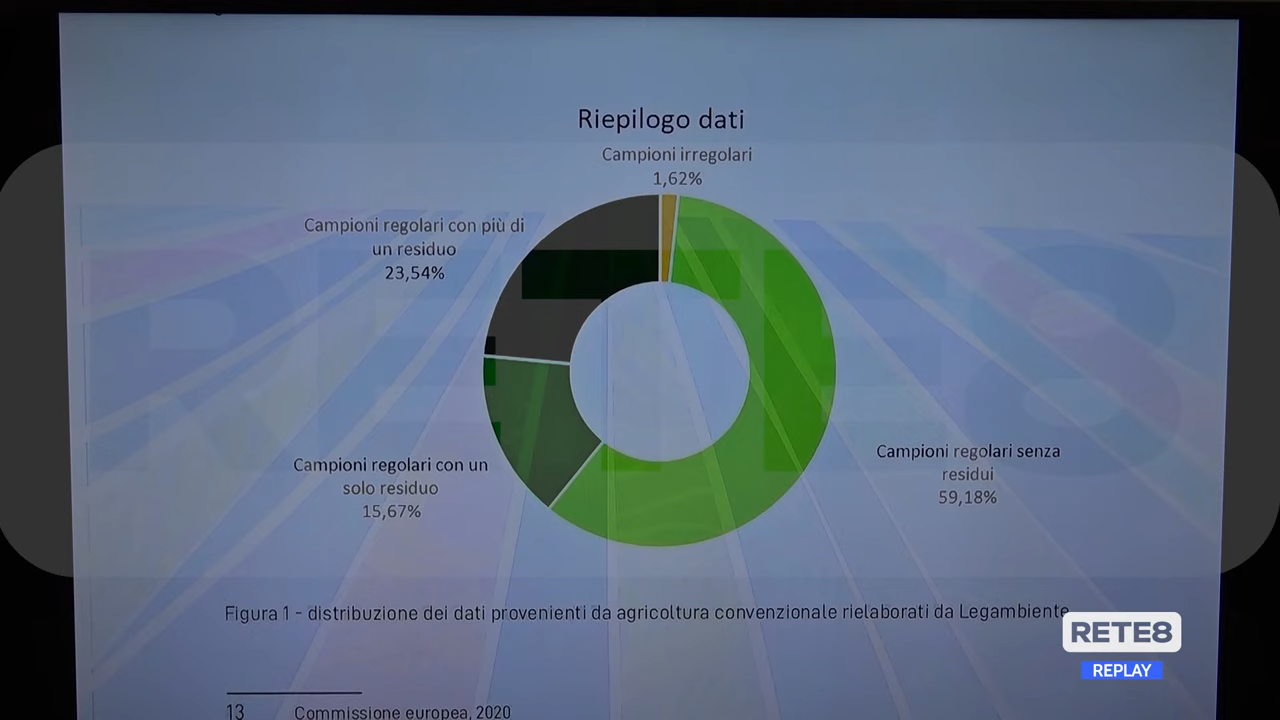 Riepilogo dati
Campioni irregolari
1,62%
Campioni regolari con più di
un residuo
23,54%
Campioni regolari senza
residui
59,18%
Campioni regolari con un
solo residuo
15,67%
Figura 1 - distribuzione dei dati provenienti da agricoltura convenzionale rielaborati da Legambiente
RETE8
REPLAY
13 Commissione europea, 2020
RETE8